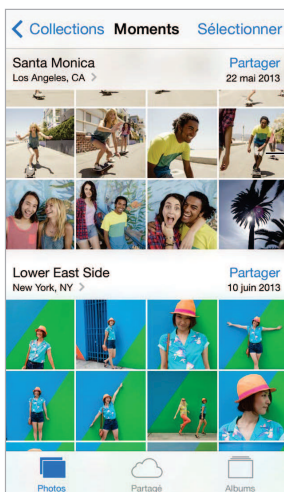 Collections Moments Sélectionner
Santa Monica Partager
Los Angeles, CA > 22 mai 2013
Lower East Side Partager
New York, NY > 10 juin 2013
Photos Partagé Albums